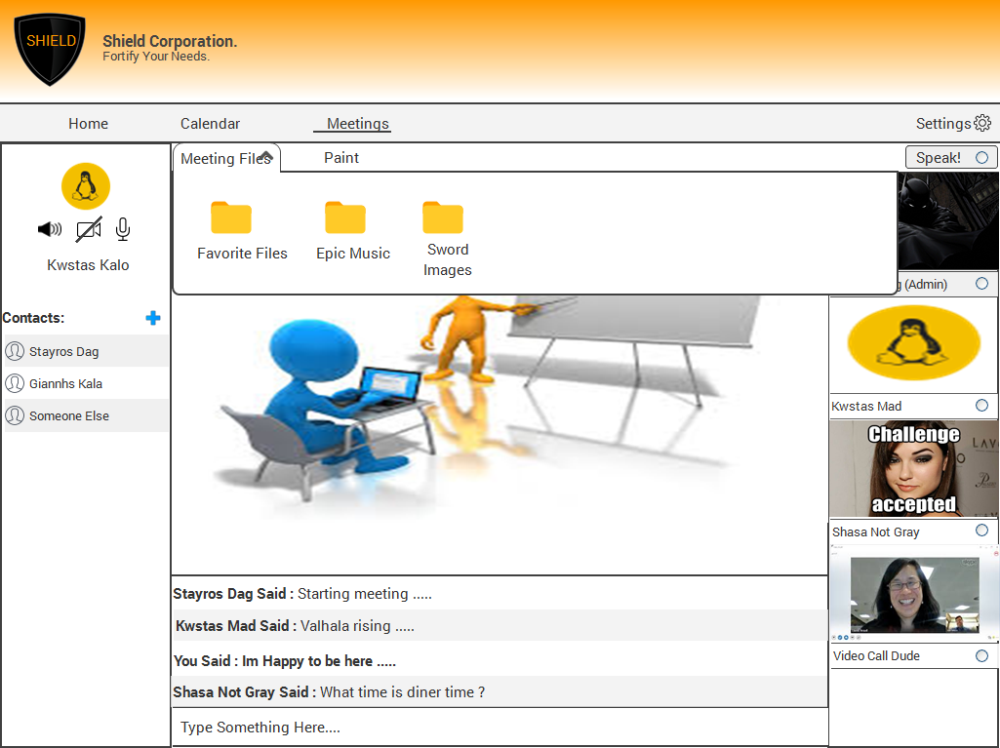 SHIELD
Shield Corporation.
Fortify Your Needs.
Home
Calendar
Meetings
Settings
Meeting Files
Paint
Speak!
Kwstas Kalo
Contacts:
Stayros Dag
Giannhs Kala
Someone Else
Favorite Files
Epic Music
Sword
Images
g (Admin)
Kwstas Mad
Challenge
accepted
LAV
Shasa Not Gray
Video Call Dude
Stayros Dag Said : Starting meeting .....
Kwstas Mad Said : Valhala rising .....
You Said : Im Happy to be here .....
Shasa Not Gray Said : What time is diner time ?
Type Something Here....